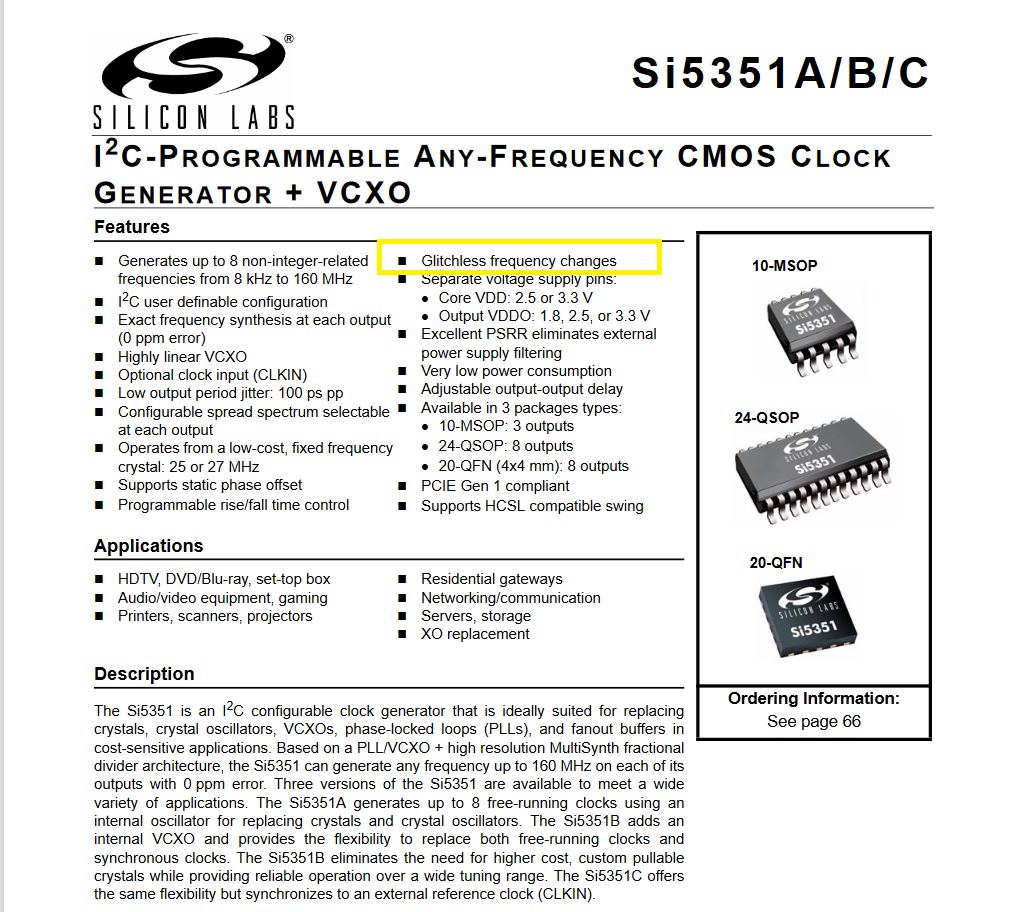 SILICON LABS
®
Si5351A/B/C
I2C-PROGRAMMABLE ANY-FREQUENCY CMOS CLOCK
GENERATOR + VCXO
Features
■ Generates up to 8 non-integer-related
frequencies from 8 kHz to 160 MHz
■ I2C user definable configuration
■ Exact frequency synthesis at each output
(0 ppm error)
■ Highly linear VCXO
■ Optional clock input (CLKIN)
■ Low output period jitter: 100 ps pp
■ Configurable spread spectrum selectable
at each output
■ Operates from a low-cost, fixed frequency
crystal: 25 or 27 MHz
■ Supports static phase offset
■ Programmable rise/fall time control
■ Glitchless frequency changes
■ Separate voltage supply pins:
● Core VDD: 2.5 or 3.3 V
● Output VDDO: 1.8, 2.5, or 3.3 V
■ Excellent PSRR eliminates external
power supply filtering
■ Very low power consumption
■ Adjustable output-output delay
■ Available in 3 packages types:
● 10-MSOP: 3 outputs
● 24-QSOP: 8 outputs
● 20-QFN (4x4 mm): 8 outputs
■ PCIE Gen 1 compliant
■ Supports HCSL compatible swing
Applications
■ HDTV, DVD/Blu-ray, set-top box
■ Audio/video equipment, gaming
■ Printers, scanners, projectors
■ Residential gateways
■ Networking/communication
■ Servers, storage
■ XO replacement
Description
The Si5351 is an I2C configurable clock generator that is ideally suited for replacing
crystals, crystal oscillators, VCXOs, phase-locked loops (PLLs), and fanout buffers in
cost-sensitive applications. Based on a PLL/VCXO + high resolution MultiSynth fractional
divider architecture, the Si5351 can generate any frequency up to 160 MHz on each of its
outputs with 0 ppm error. Three versions of the Si5351 are available to meet a wide
variety of applications. The Si5351A generates up to 8 free-running clocks using an
internal oscillator for replacing crystals and crystal oscillators. The Si5351B adds an
internal VCXO and provides the flexibility to replace both free-running clocks and
synchronous clocks. The Si5351B eliminates the need for higher cost, custom pullable
crystals while providing reliable operation over a wide tuning range. The Si5351C offers
the same flexibility but synchronizes to an external reference clock (CLKIN).
10-MSOP
SILICON LABS
Si5351
24-QSOP
SILICON LABS
Si5351
20-QFN
SILICON LABS
Si5351
Ordering Information:
See page 66